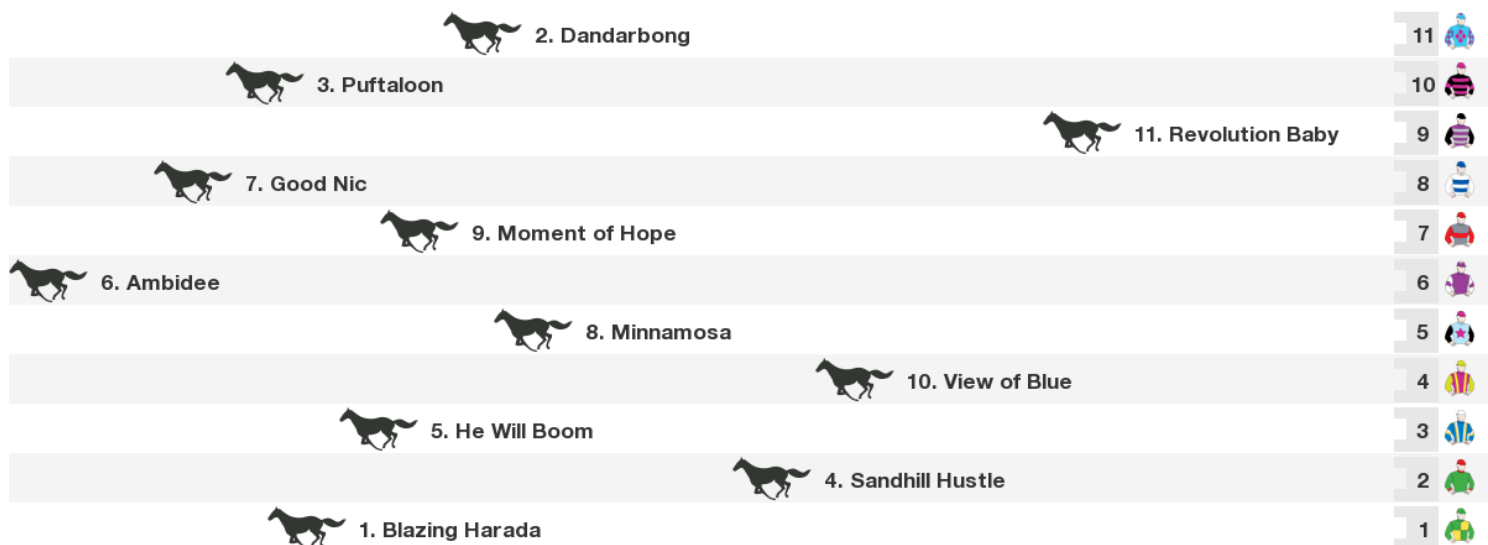 2. Dandarbong 11
3. Puftaloon 10
11. Revolution Baby 9
7. Good Nic 8
9. Moment of Hope 7
6. Ambidee 6
8. Minnamosa 5
10. View of Blue 4
5. He Will Boom 3
4. Sandhill Hustle 2
1. Blazing Harada 1